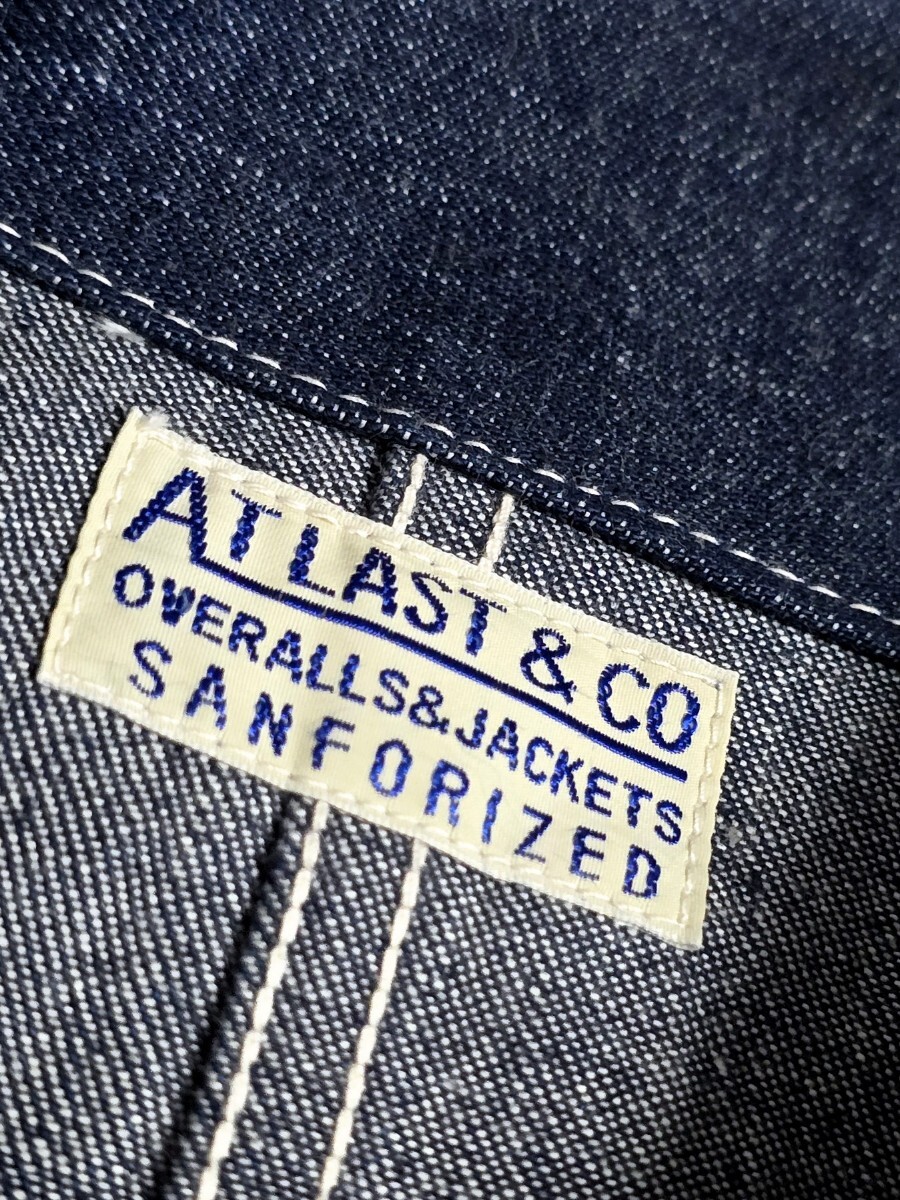 ATLAST & CO
OVERALLS & JACKETS
SANFORIZED